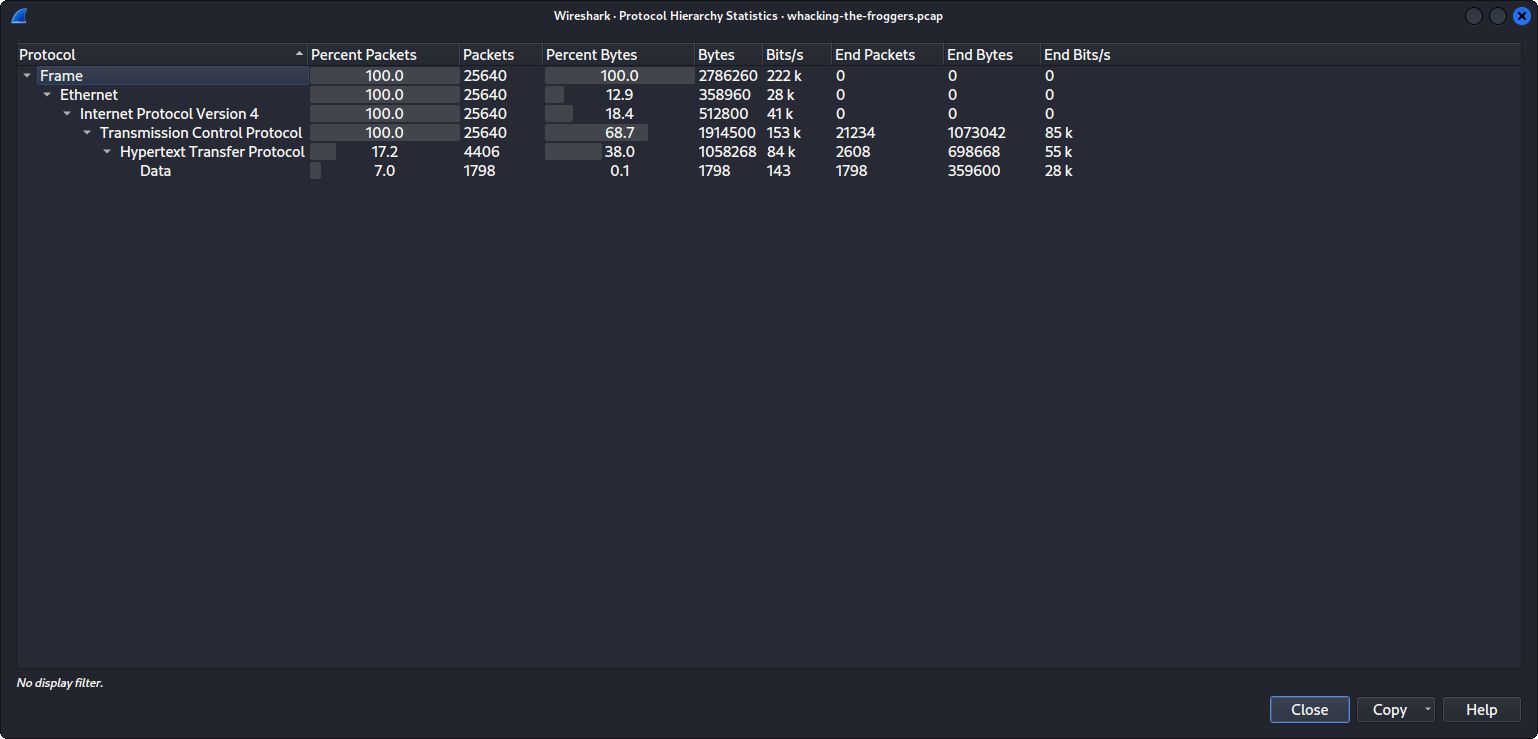 Wireshark · Protocol Hierarchy Statistics · whacking-the-froggers.pcap
Protocol Percent Packets Packets Percent Bytes Bytes Bits/s End Packets End Bytes End Bits/s
Frame 100.0 25640 100.0 2786260 222 k 0 0 0
Ethernet 100.0 25640 12.9 358960 28 k 0 0 0
Internet Protocol Version 4 100.0 25640 18.4 512800 41 k 0 0 0
Transmission Control Protocol 100.0 25640 68.7 1914500 153 k 21234 1073042 85 k
Hypertext Transfer Protocol 17.2 4406 38.0 1058268 84 k 2608 698668 55 k
Data 7.0 1798 0.1 1798 143 1798 359600 28 k
No display filter.
Close Copy Help